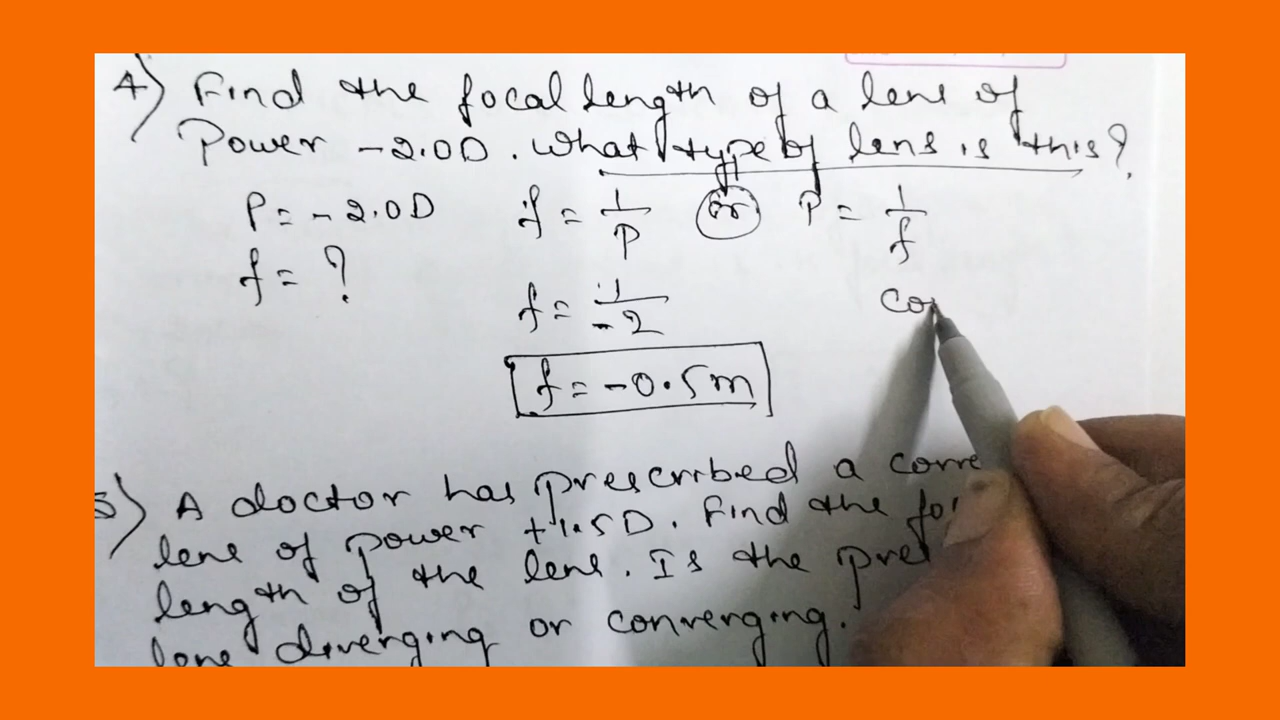 4) Find the focal length of a lens of
Power -2.0D. What type of lens is this?
P = -2.0D f = 1/P or P = 1/f
f = ?
f = 1/-2
con
f = -0.5m
5) A doctor has prescribed a corre
lens of power +1.5D. Find the fo
length of the lens. Is the pre
lens diverging or converging.